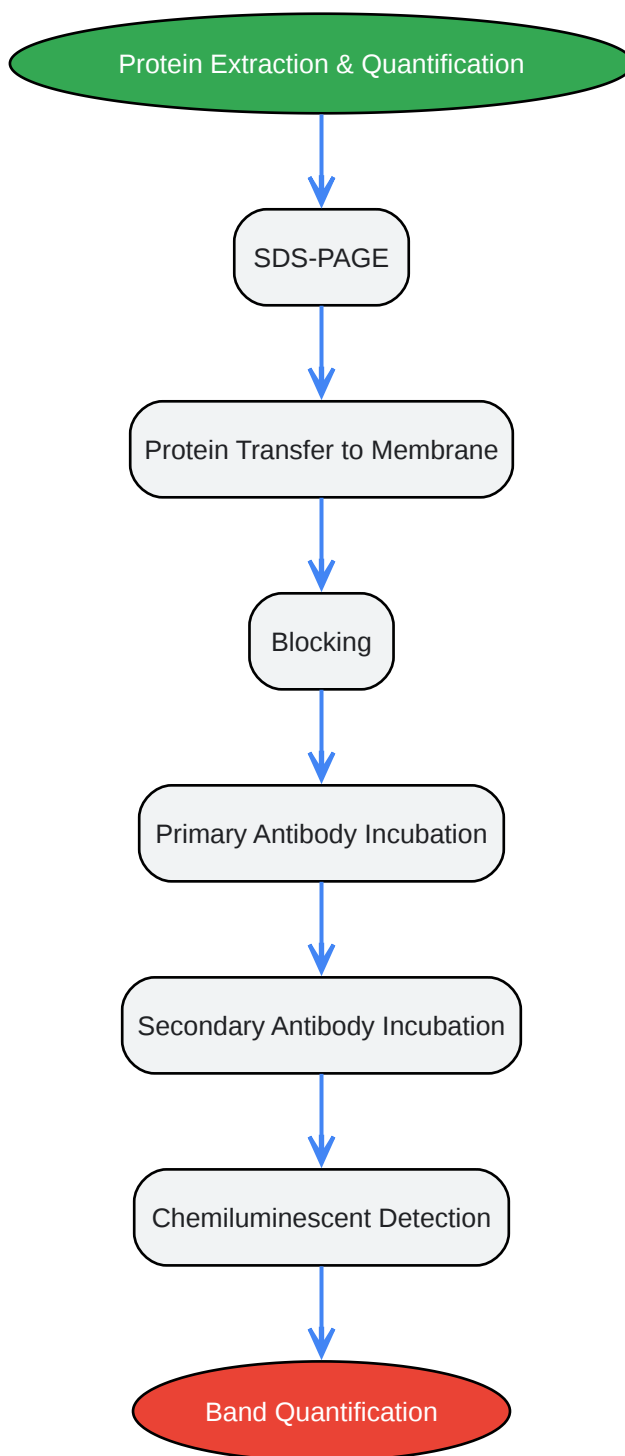 Protein Extraction & Quantification
SDS-PAGE
Protein Transfer to Membrane
Blocking
Primary Antibody Incubation
Secondary Antibody Incubation
Chemiluminescent Detection
Band Quantification